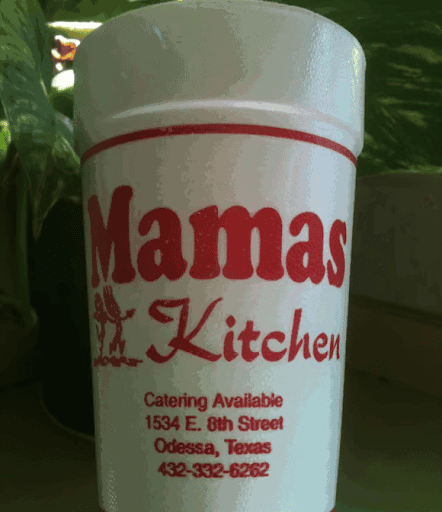 Mamas
Kitchen
Catering Available
1534 E. 8th Street
Odessa, Texas
432-332-6262